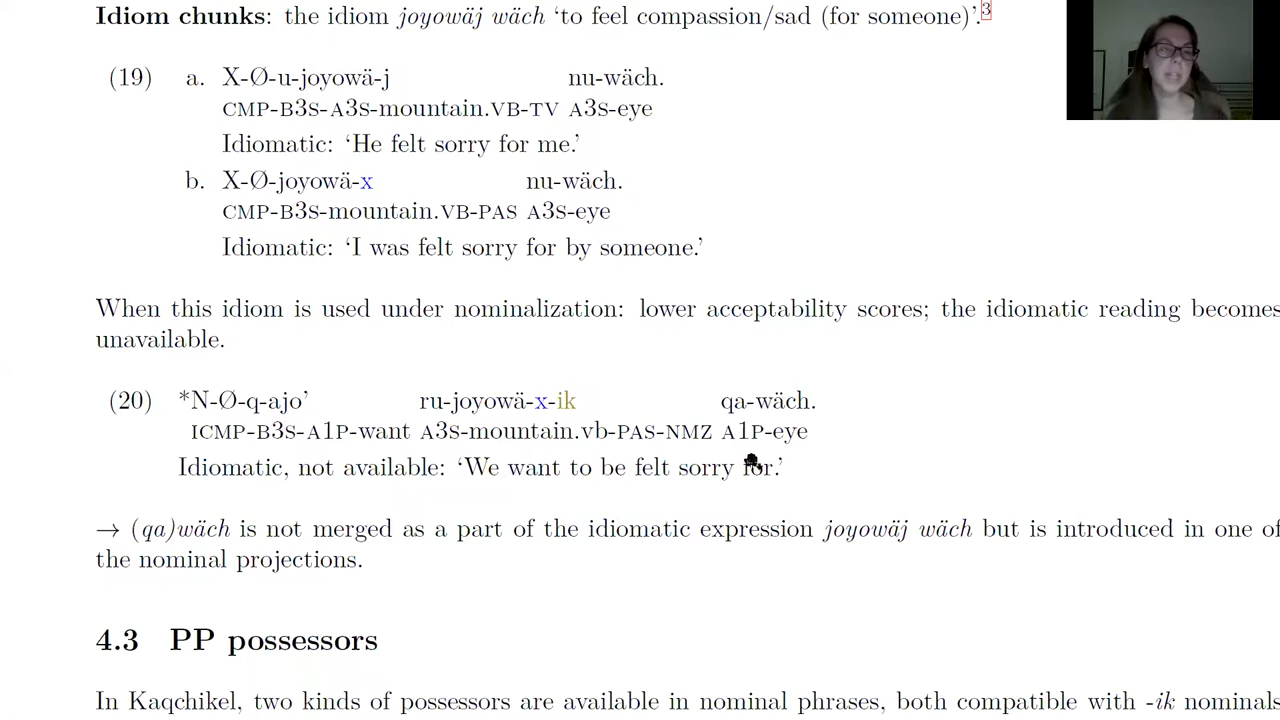 Idiom chunks: the idiom joyowäj wäch ‘to feel compassion/sad (for someone)’.3
(19) a. X-Ø-u-joyowä-j nu-wäch.
CMP-B3S-A3S-mountain.VB-TV A3S-eye
Idiomatic: ‘He felt sorry for me.’
b. X-Ø-joyowä-x nu-wäch.
CMP-B3S-mountain.VB-PAS A3S-eye
Idiomatic: ‘I was felt sorry for by someone.’
When this idiom is used under nominalization: lower acceptability scores; the idiomatic reading becomes
unavailable.
(20) *N-Ø-q-ajo’ ru-joyowä-x-ik qa-wäch.
ICMP-B3S-A1P-want A3S-mountain.vb-PAS-NMZ A1P-eye
Idiomatic, not available: ‘We want to be felt sorry for.’
→ (qa)wäch is not merged as a part of the idiomatic expression joyowäj wäch but is introduced in one of
the nominal projections.
4.3 PP possessors
In Kaqchikel, two kinds of possessors are available in nominal phrases, both compatible with -ik nominals